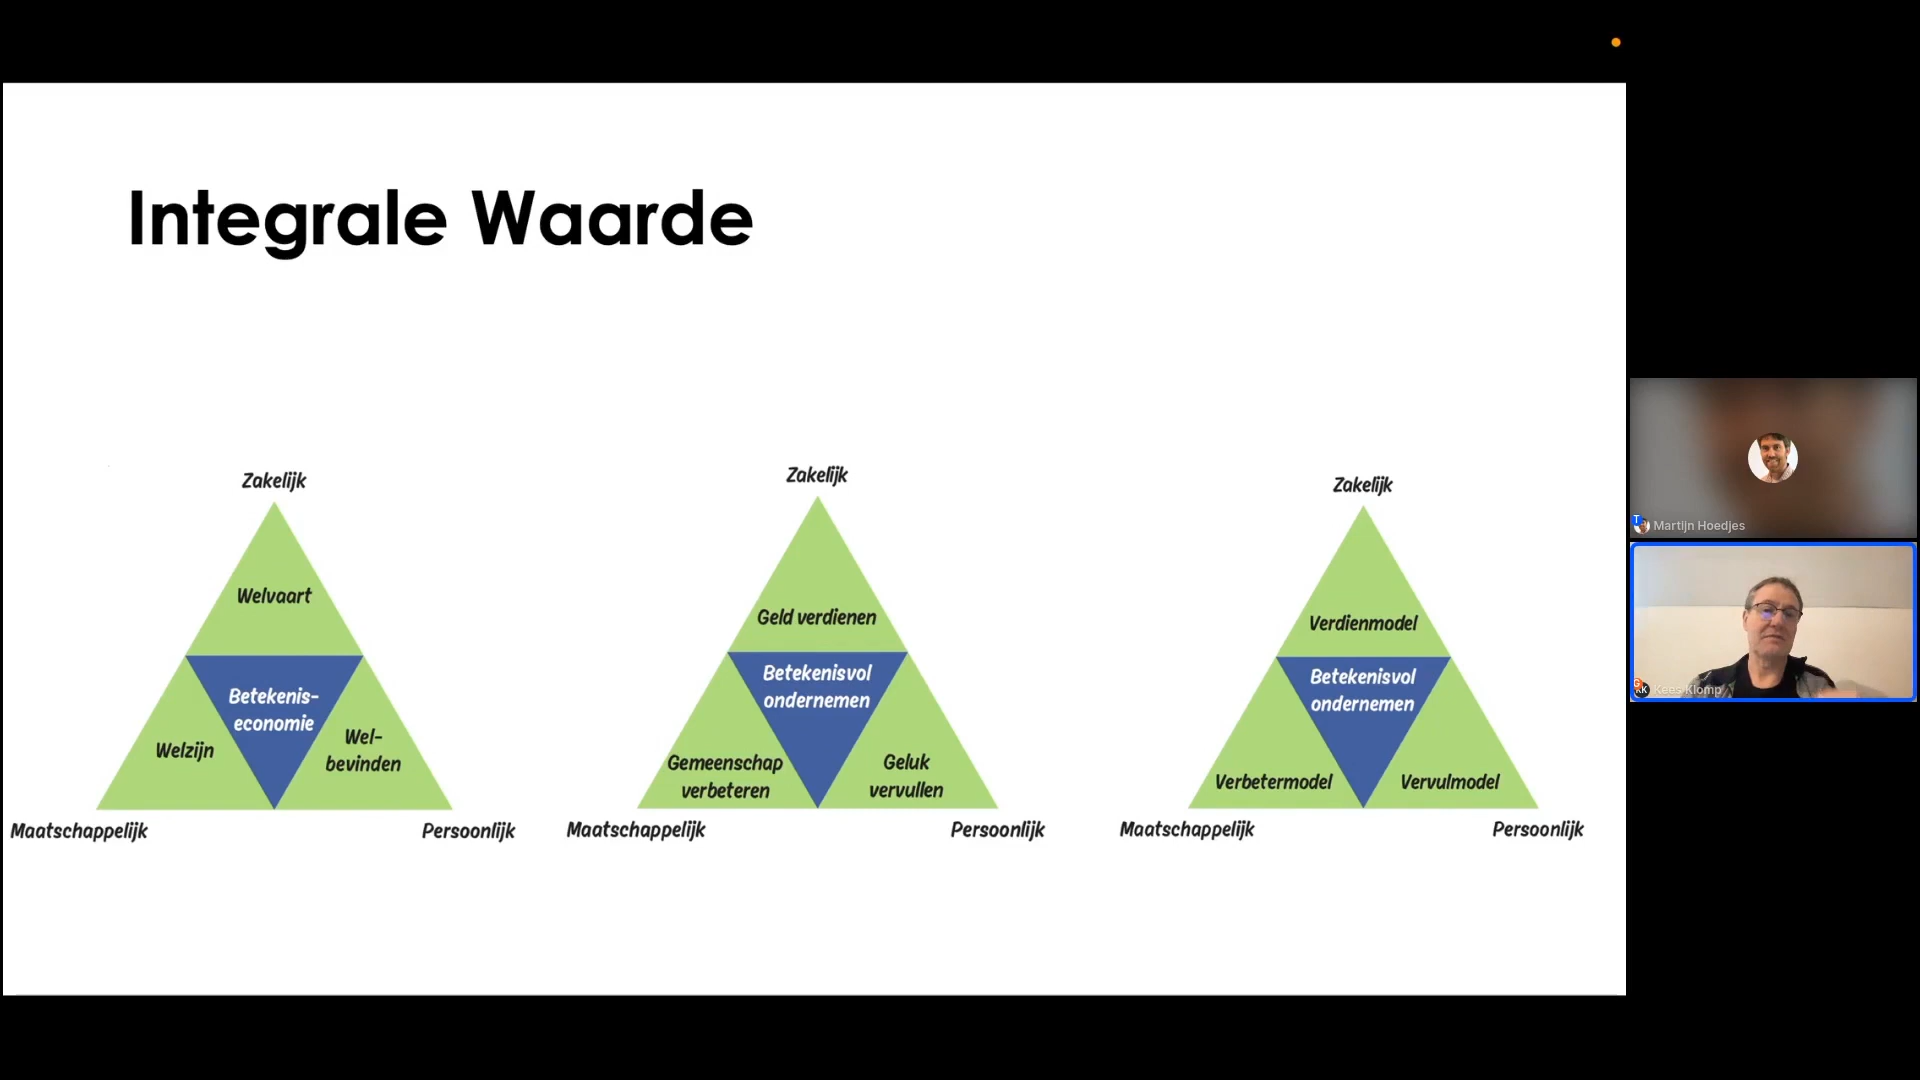 Integrale Waarde
Zakelijk
Welvaart
Betekenis-
economie
Welzijn
Wel-
bevinden
Maatschappelijk
Persoonlijk
Zakelijk
Geld verdienen
Betekenisvol
ondernemen
Gemeenschap
verbeteren
Geluk
vervullen
Maatschappelijk
Persoonlijk
Zakelijk
Verdienmodel
Betekenisvol
ondernemen
Verbetermodel
Vervulmodel
Maatschappelijk
Persoonlijk
Martijn Hoedjes
Kees Klomp